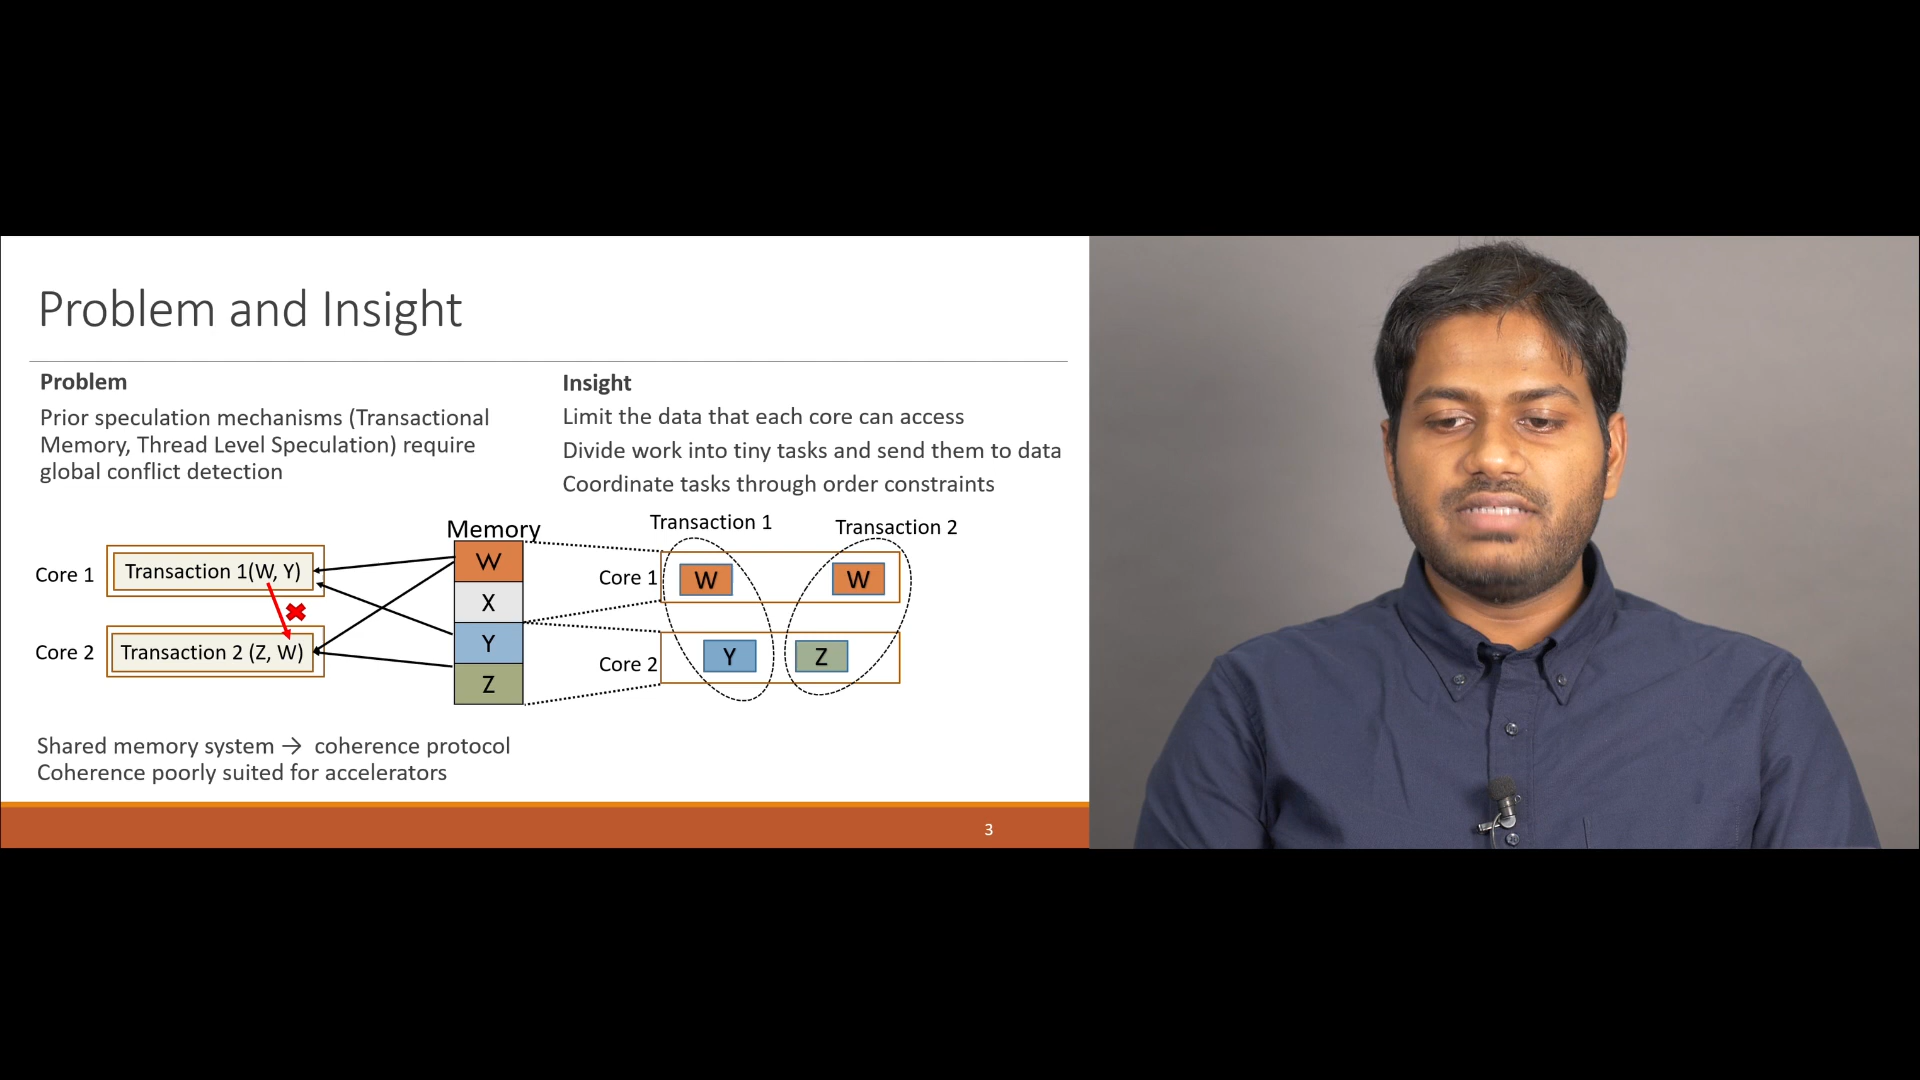 Problem and Insight
Problem
Prior speculation mechanisms (Transactional
Memory, Thread Level Speculation) require
global conflict detection
Insight
Limit the data that each core can access
Divide work into tiny tasks and send them to data
Coordinate tasks through order constraints
Memory
Core 1
Transaction 1(W, Y)
Core 2
Transaction 2 (Z, W)
W
X
Y
Z
Transaction 1
Transaction 2
Core 1
W
W
Core 2
Y
Z
Shared memory system → coherence protocol
Coherence poorly suited for accelerators
3